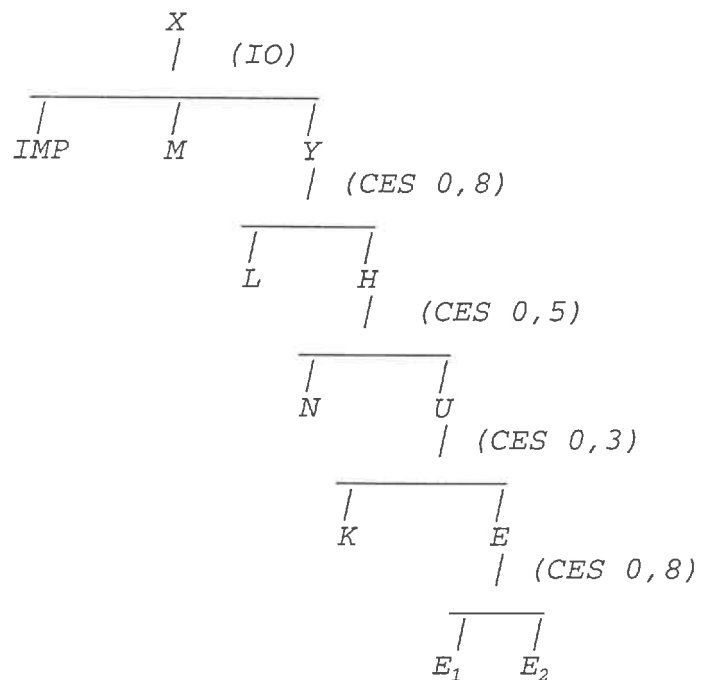 X
(IO)
IMP M Y
(CES 0,8)
L H
(CES 0,5)
N U
(CES 0,3)
K E
(CES 0,8)
E₁ E₂